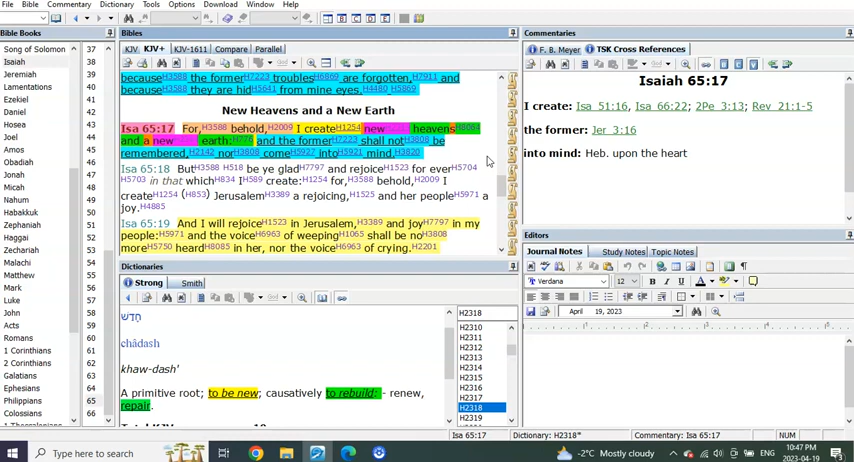 File Bible Commentary Dictionary Tools Options Download Window Help
Bible Books
Song of Solomon 37
Isaiah 38
Jeremiah 39
Lamentations 40
Ezekiel 41
Daniel 42
Hosea 43
Joel 44
Amos 45
Obadiah 46
Jonah 47
Micah 48
Nahum 49
Habakkuk 50
Zephaniah 51
Haggai 52
Zechariah 53
Malachi 54
Matthew 55
Mark 56
Luke 57
John 58
Acts 59
Romans 60
1 Corinthians 61
2 Corinthians 62
Galatians 63
Ephesians 64
Philippians 65
Colossians 66
Bibles
KJV KJV+ KJV-1611 Compare Parallel
because H3588 the former H7223 troubles H6869 are forgotten, H7911 and
because H3588 they are hid H5641 from mine eyes. H4480 H5869
New Heavens and a New Earth
Isa 65:17 For, H3588 behold, H2009 I create H1254 new heavens H8064
and a new earth: H776 and the former H7223 shall not H3808 be
remembered, H2142 nor H3808 come H5927 into H5921 mind. H3820
Isa 65:18 But H3588 H518 be ye glad H7797 and rejoice H1523 for ever H5704
H5703 in that which H834 I H589 create: H1254 for, H3588 behold, H2009 I
create H1254 (H853) Jerusalem H3389 a rejoicing, H1525 and her people H5971 a
joy. H4885
Isa 65:19 And I will rejoice H1523 in Jerusalem, H3389 and joy H7797 in my
people: H5971 and the voice H6963 of weeping H1065 shall be no H3808
more H5750 heard H8085 in her, nor the voice H6963 of crying. H2201
Dictionaries
Strong Smith
חָדַשׁ
châdash
khaw-dash'
A primitive root; to be new; causatively to rebuild: - renew,
repair.
H2318
H2310
H2311
H2312
H2313
H2314
H2315
H2316
H2317
H2318
H2319
Commentaries
F. B. Meyer TSK Cross References
Isaiah 65:17
I create: Isa 51:16, Isa 66:22; 2Pe 3:13; Rev 21:1-5
the former: Jer 3:16
into mind: Heb. upon the heart
Editors
Journal Notes Study Notes Topic Notes
Verdana 12
April 19, 2023
1 2 3 4 5
Isa 65:17 Dictionary: H2318 Commentary: Isa 65:17 NUM
Type here to search
-2°C Mostly cloudy
ENG
10:47 PM
2023-04-19
3